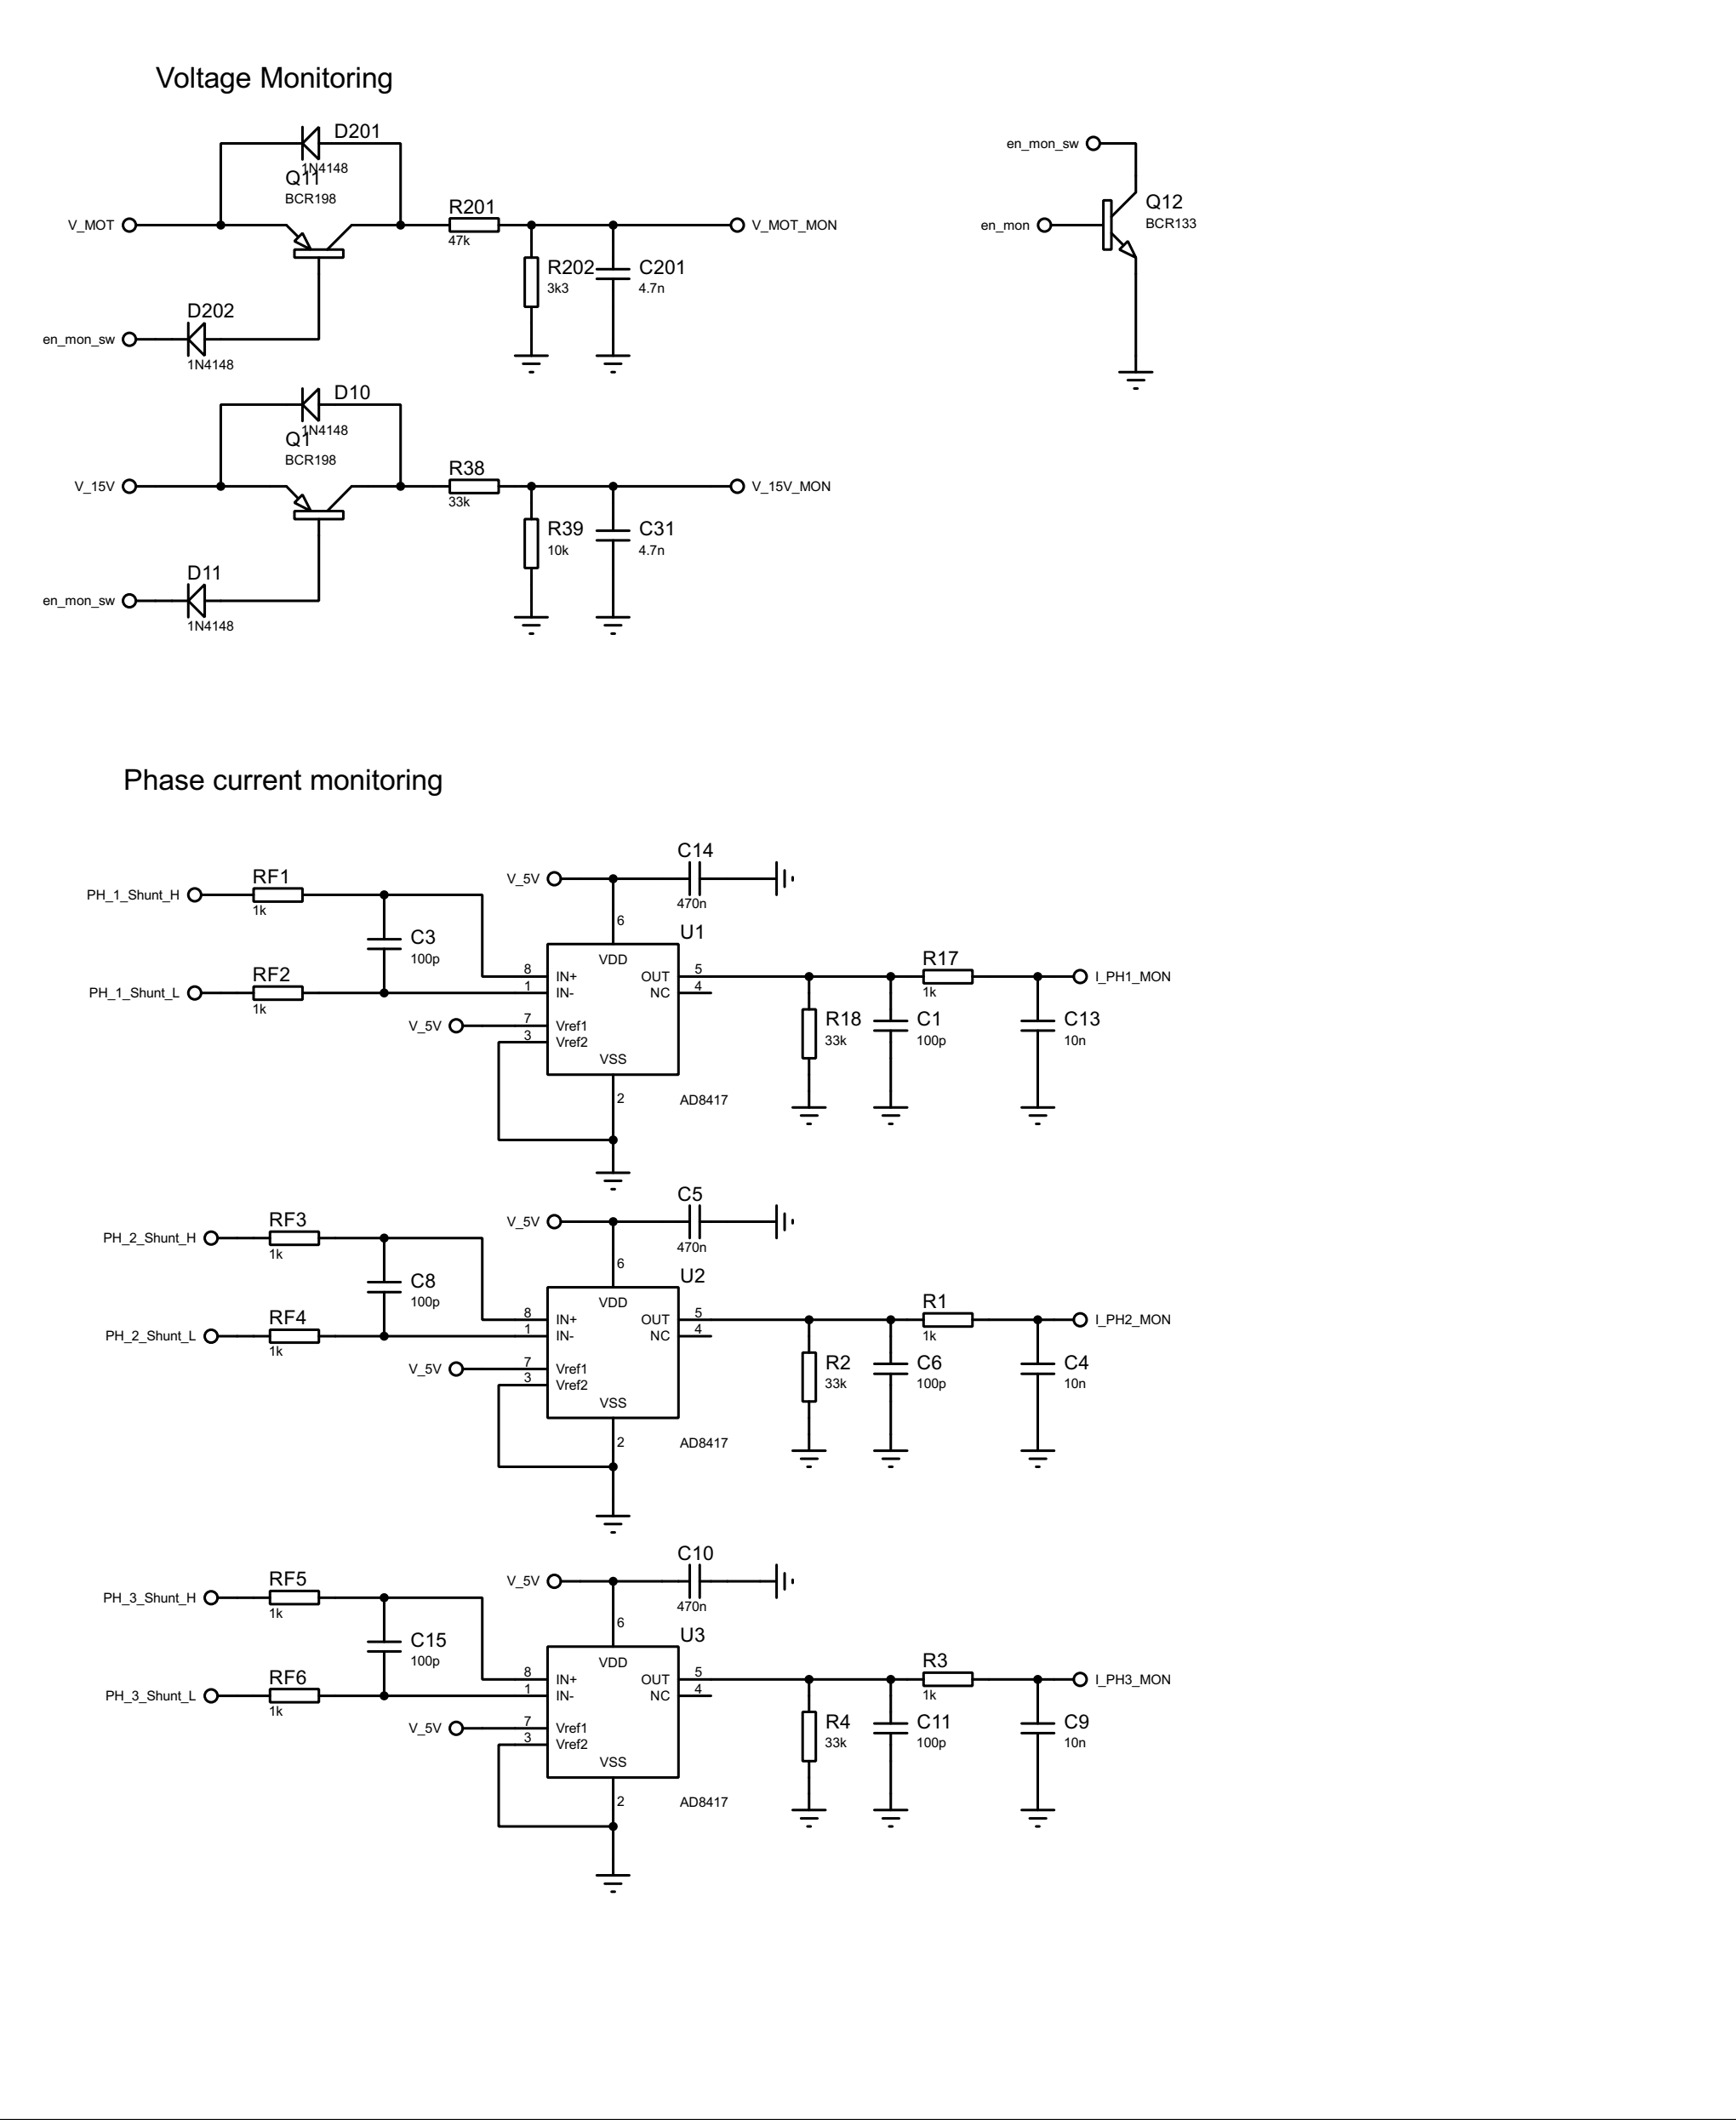 Voltage Monitoring
D201
1N4148
Q11
BCR198
V_MOT
R201
47k
V_MOT_MON
R202
3k3
C201
4.7n
D202
en_mon_sw
1N4148
en_mon_sw
Q12
BCR133
en_mon
D10
1N4148
Q1
BCR198
V_15V
R38
33k
V_15V_MON
R39
10k
C31
4.7n
D11
en_mon_sw
1N4148
Phase current monitoring
C14
V_5V
470n
RF1
PH_1_Shunt_H
1k
6
U1
C3
100p
VDD
RF2
PH_1_Shunt_L
1k
8 IN+
1 IN-
OUT 5
NC 4
V_5V
7 Vref1
3 Vref2
VSS
2
AD8417
R17
1k
I_PH1_MON
R18
33k
C1
100p
C13
10n
C5
V_5V
470n
RF3
PH_2_Shunt_H
1k
6
U2
C8
100p
VDD
RF4
PH_2_Shunt_L
1k
8 IN+
1 IN-
OUT 5
NC 4
V_5V
7 Vref1
3 Vref2
VSS
2
AD8417
R1
1k
I_PH2_MON
R2
33k
C6
100p
C4
10n
C10
V_5V
470n
RF5
PH_3_Shunt_H
1k
6
U3
C15
100p
VDD
RF6
PH_3_Shunt_L
1k
8 IN+
1 IN-
OUT 5
NC 4
V_5V
7 Vref1
3 Vref2
VSS
2
AD8417
R3
1k
I_PH3_MON
R4
33k
C11
100p
C9
10n